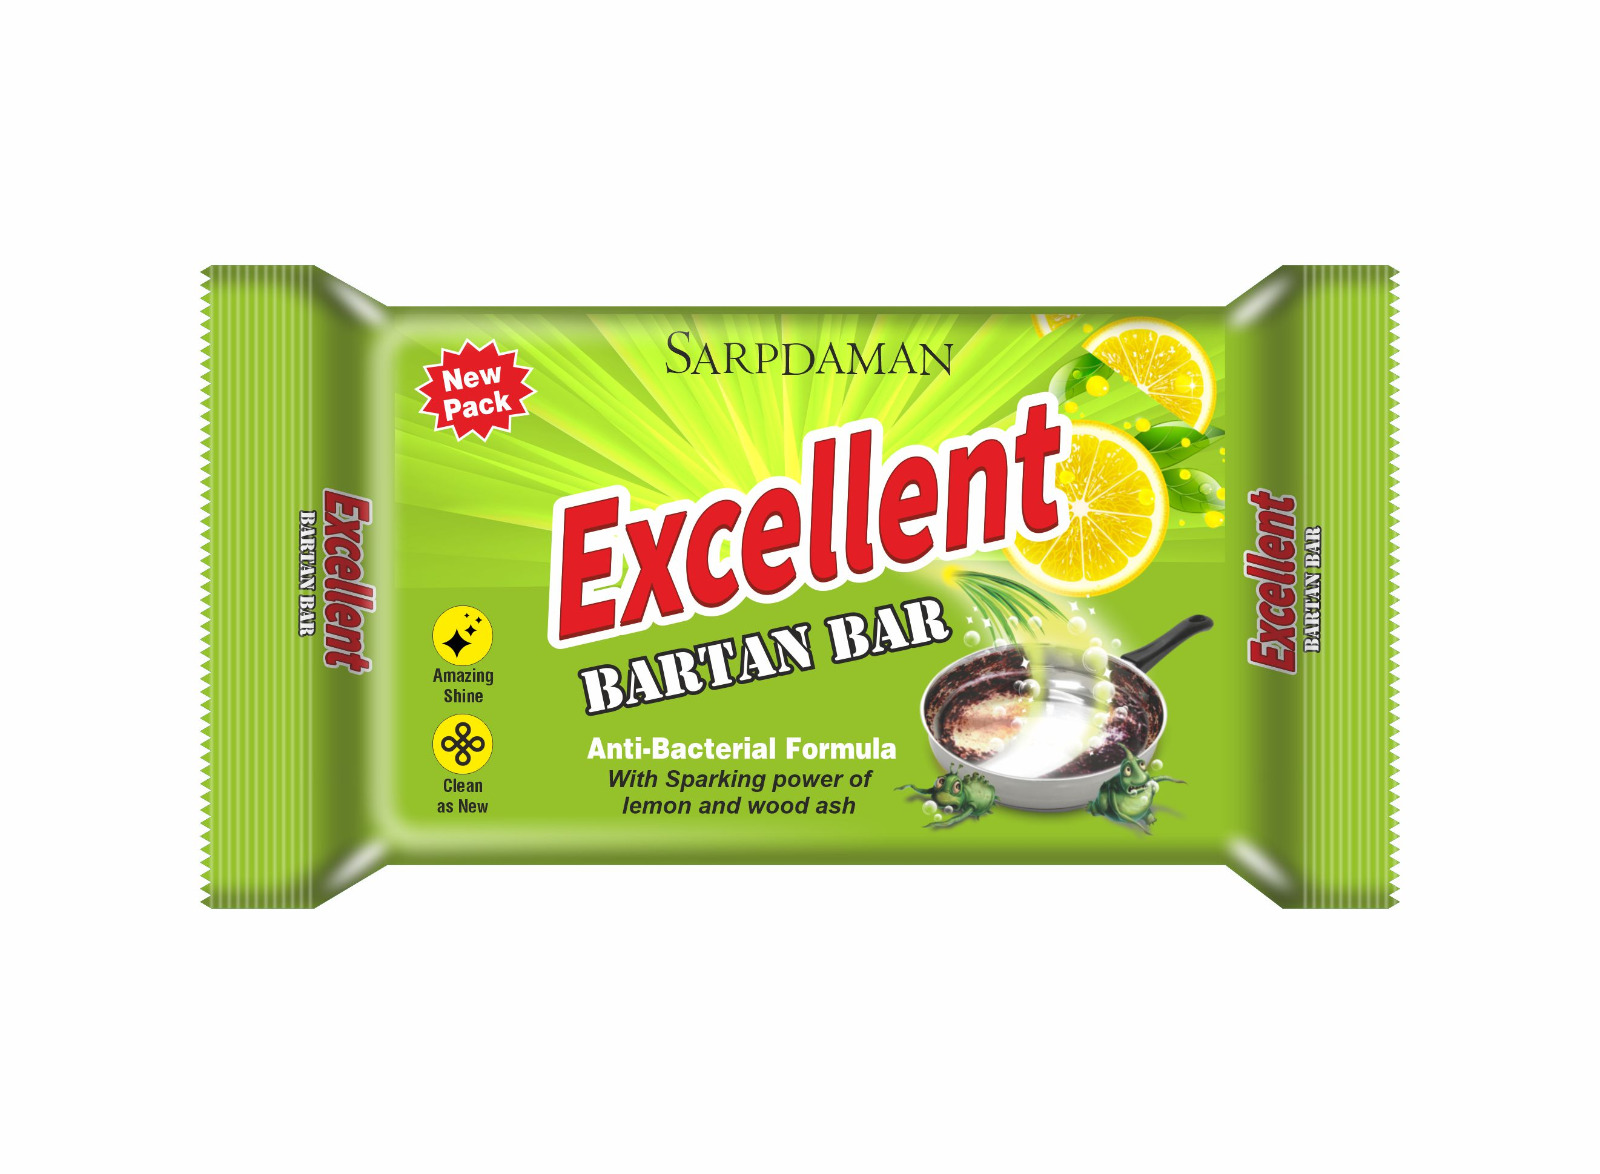 SARPDAMAN
New
Pack
Excellent
BARTAN BAR
Amazing
Shine
Clean
as New
Anti-Bacterial Formula
With Sparking power of
lemon and wood ash
Excellent
BARTAN BAR
Excellent
BARTAN BAR